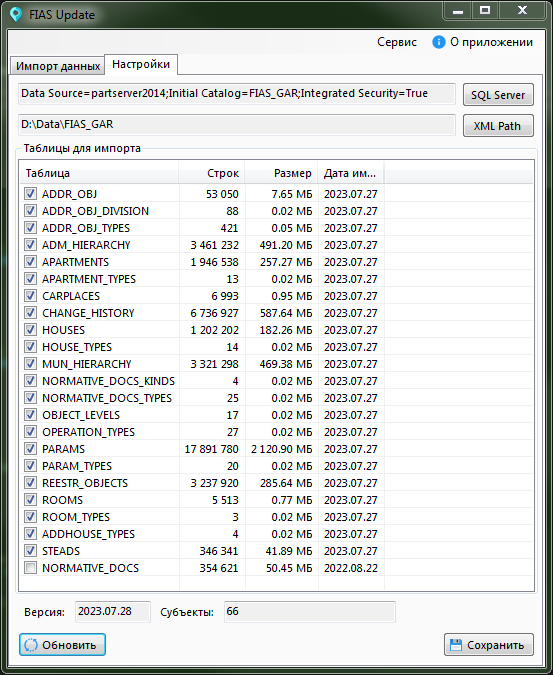 FIAS Update
Сервис О приложении
Импорт данных Настройки
Data Source=partserver2014;Initial Catalog=FIAS_GAR;Integrated Security=True SQL Server
D:\Data\FIAS_GAR XML Path
Таблицы для импорта
Таблица Строк Размер Дата им...
ADDR_OBJ 53 050 7.65 МБ 2023.07.27
ADDR_OBJ_DIVISION 88 0.02 МБ 2023.07.27
ADDR_OBJ_TYPES 421 0.05 МБ 2023.07.27
ADM_HIERARCHY 3 461 232 491.20 МБ 2023.07.27
APARTMENTS 1 946 538 257.27 МБ 2023.07.27
APARTMENT_TYPES 13 0.02 МБ 2023.07.27
CARPLACES 6 993 0.95 МБ 2023.07.27
CHANGE_HISTORY 6 736 927 587.64 МБ 2023.07.27
HOUSES 1 202 202 182.26 МБ 2023.07.27
HOUSE_TYPES 14 0.02 МБ 2023.07.27
MUN_HIERARCHY 3 321 298 469.38 МБ 2023.07.27
NORMATIVE_DOCS_KINDS 4 0.02 МБ 2023.07.27
NORMATIVE_DOCS_TYPES 25 0.02 МБ 2023.07.27
OBJECT_LEVELS 17 0.02 МБ 2023.07.27
OPERATION_TYPES 27 0.02 МБ 2023.07.27
PARAMS 17 891 780 2 120.90 МБ 2023.07.27
PARAM_TYPES 20 0.02 МБ 2023.07.27
REESTR_OBJECTS 3 237 920 285.64 МБ 2023.07.27
ROOMS 5 513 0.77 МБ 2023.07.27
ROOM_TYPES 3 0.02 МБ 2023.07.27
ADDHOUSE_TYPES 4 0.02 МБ 2023.07.27
STEADS 346 341 41.89 МБ 2023.07.27
NORMATIVE_DOCS 354 621 50.45 МБ 2022.08.22
Версия: 2023.07.28 Субъекты: 66
Обновить Сохранить